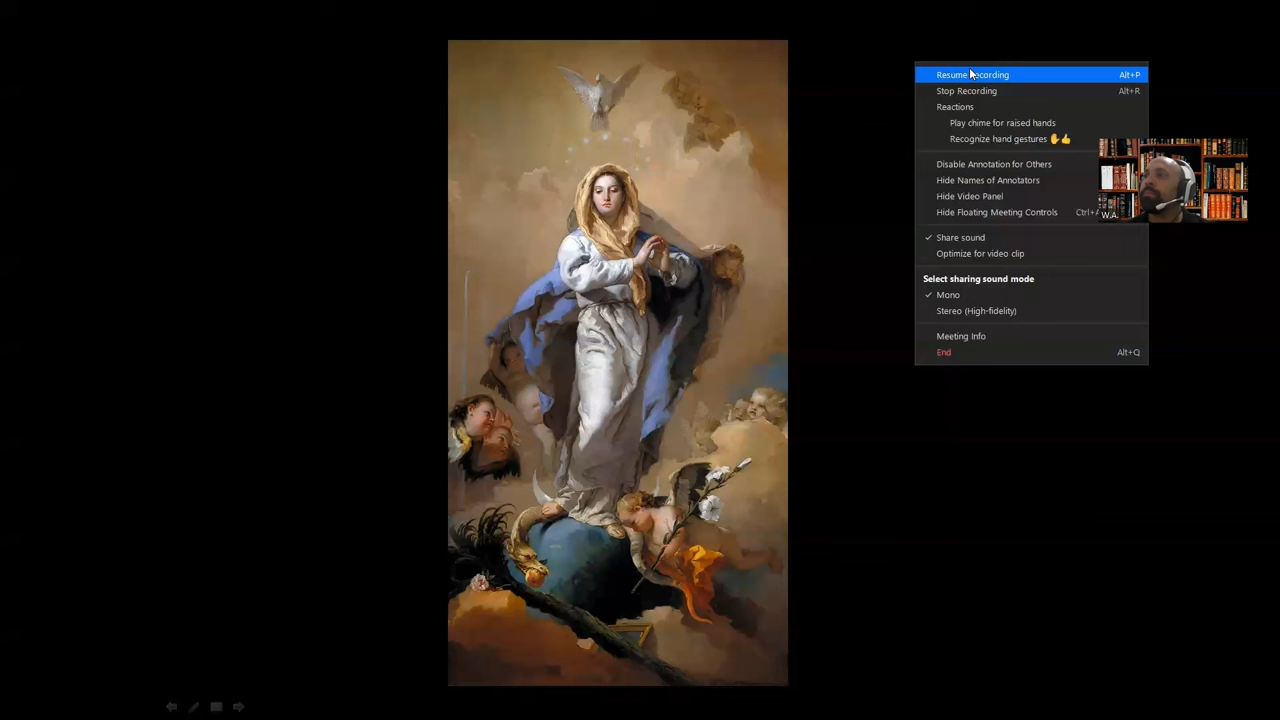 Resume Recording Alt+P
Stop Recording Alt+R
Reactions
Play chime for raised hands
Recognize hand gestures ✋👍
Disable Annotation for Others
Hide Names of Annotators
Hide Video Panel
Hide Floating Meeting Controls
✓ Share sound
Optimize for video clip
Select sharing sound mode
✓ Mono
Stereo (High-fidelity)
Meeting Info
End Alt+Q
W.A.